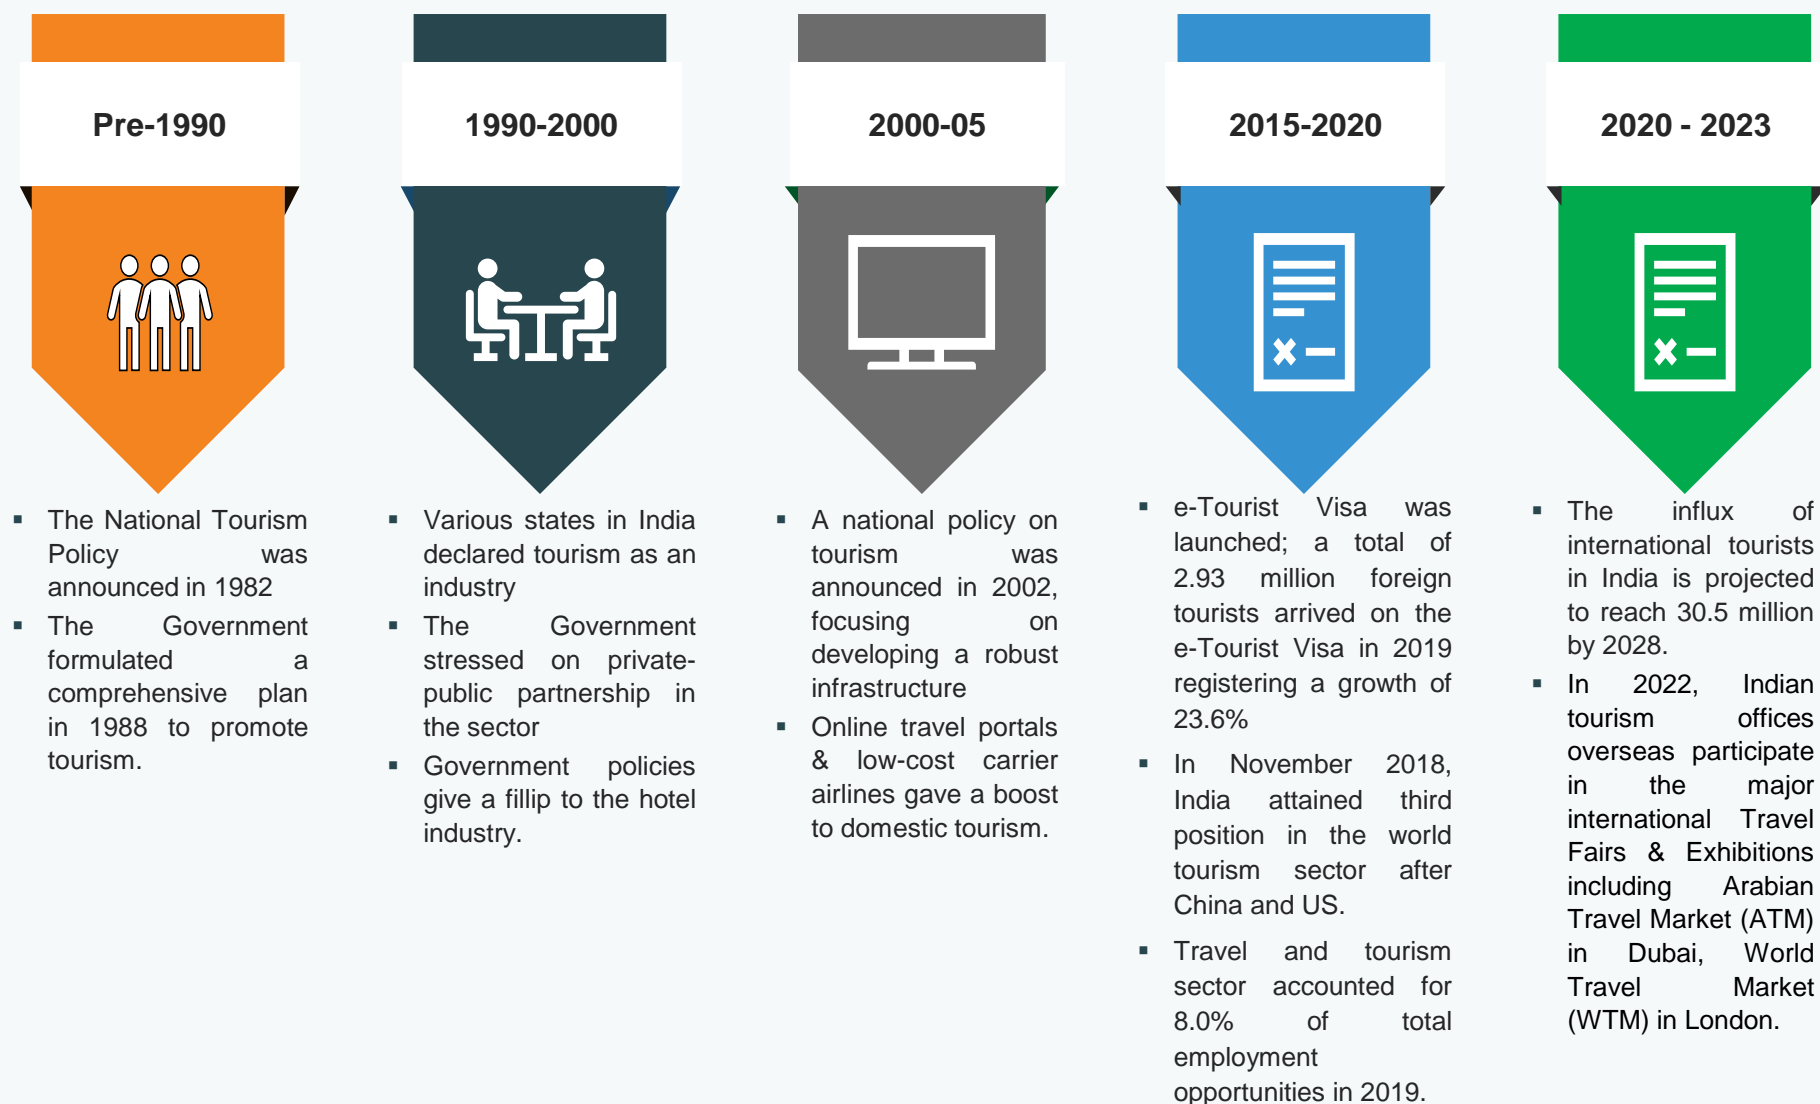 Pre-1990
▪ The National Tourism
Policy was
announced in 1982
▪ The Government
formulated a
comprehensive plan
in 1988 to promote
tourism.
1990-2000
▪ Various states in India
declared tourism as an
industry
▪ The Government
stressed on private-
public partnership in
the sector
▪ Government policies
give a fillip to the hotel
industry.
2000-05
▪ A national policy on
tourism was
announced in 2002,
focusing on
developing a robust
infrastructure
▪ Online travel portals
& low-cost carrier
airlines gave a boost
to domestic tourism.
2015-2020
▪ e-Tourist Visa was
launched; a total of
2.93 million foreign
tourists arrived on the
e-Tourist Visa in 2019
registering a growth of
23.6%
▪ In November 2018,
India attained third
position in the world
tourism sector after
China and US.
▪ Travel and tourism
sector accounted for
8.0% of total
employment
opportunities in 2019.
2020 - 2023
▪ The influx of
international tourists
in India is projected
to reach 30.5 million
by 2028.
▪ In 2022, Indian
tourism offices
overseas participate
in the major
international Travel
Fairs & Exhibitions
including Arabian
Travel Market (ATM)
in Dubai, World
Travel Market
(WTM) in London.